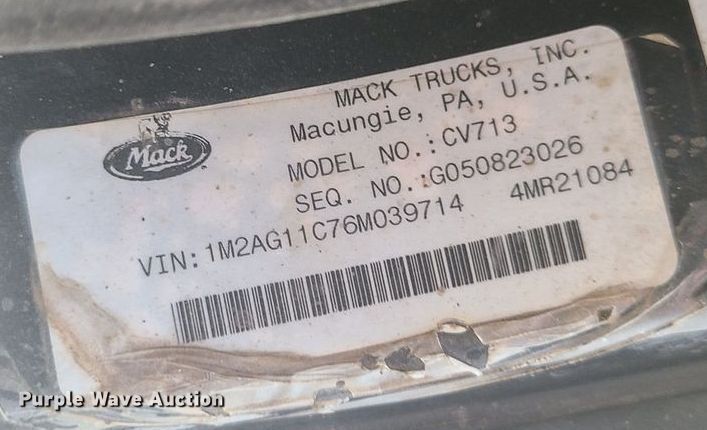 MACK TRUCKS, INC.
Macungie, PA, U.S.A.
Mack
MODEL NO.: CV713
SEQ. NO.:G050823026
VIN:1M2AG11C76M039714 4MR21084
Purple Wave Auction